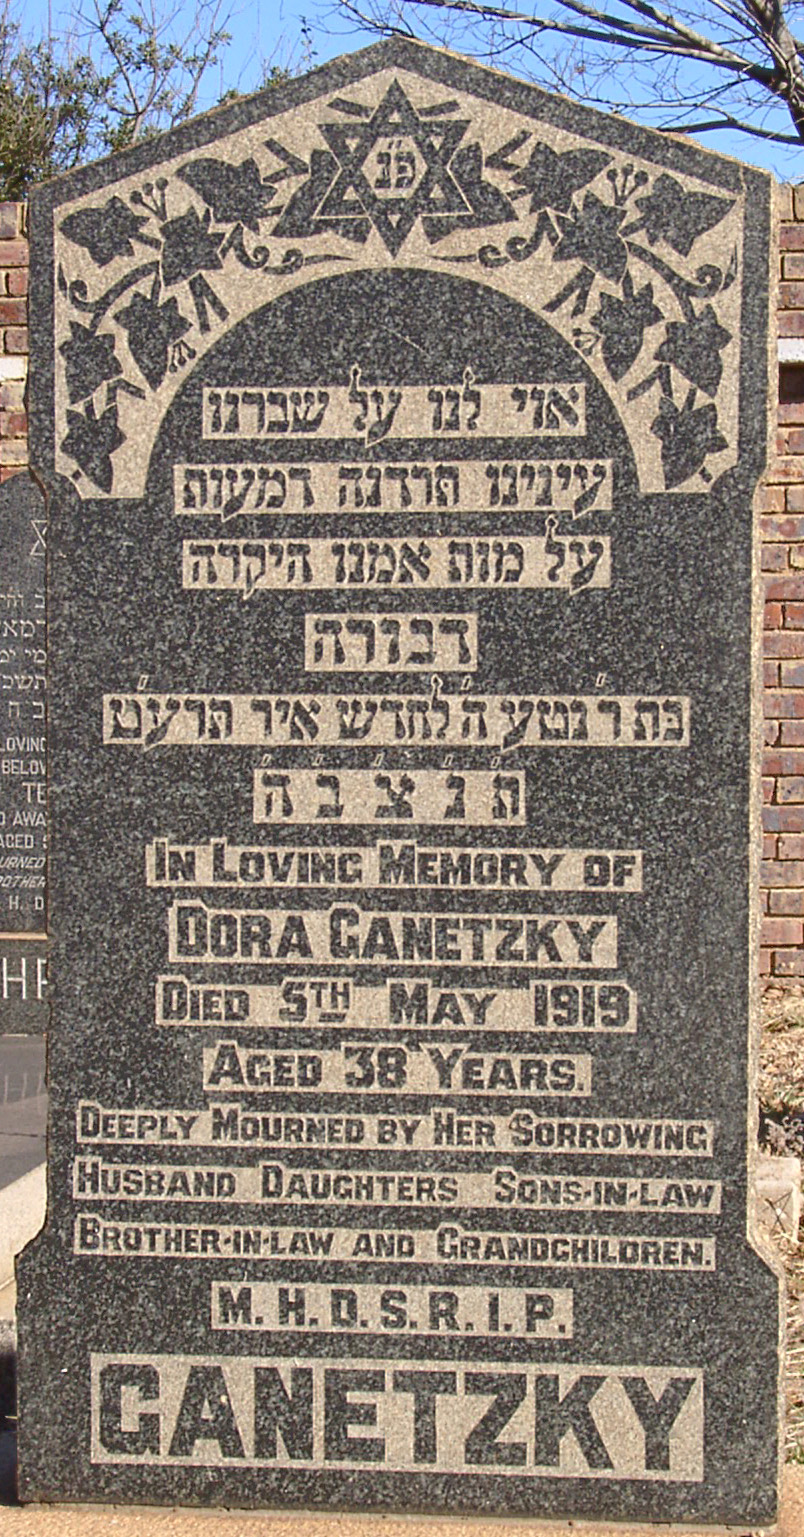 פ"נ
אוי לנו על שברנו
עינינו תרדנה דמעות
על מות אמנו היקרה
דבורה
בת ר' נטע ה' לחדש איר תרע"ט
ת' נ' צ' ב' ה'
IN LOVING MEMORY OF
DORA GANETZKY
DIED 5TH MAY 1919
AGED 38 YEARS.
DEEPLY MOURNED BY HER SORROWING
HUSBAND DAUGHTERS SONS-IN-LAW
BROTHER-IN-LAW AND GRANDCHILDREN.
M.H.D.S.R.I.P.
GANETZKY